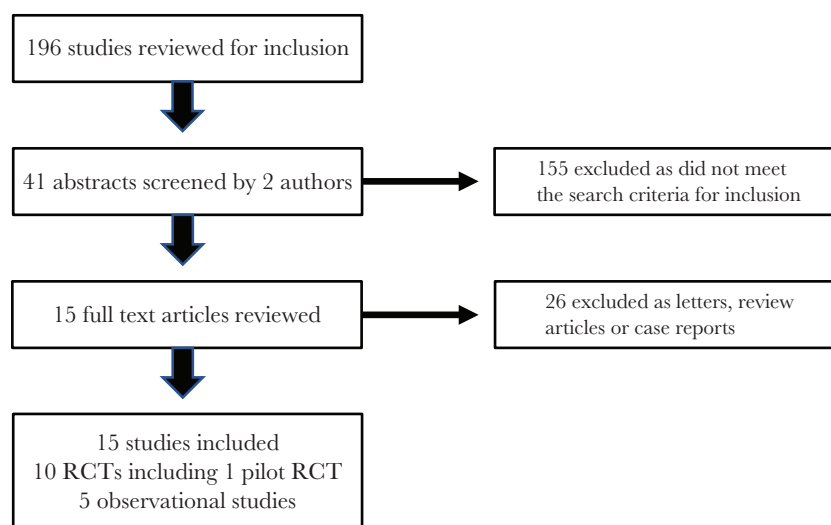 196 studies reviewed for inclusion
41 abstracts screened by 2 authors
155 excluded as did not meet
the search criteria for inclusion
15 full text articles reviewed
26 excluded as letters, review
articles or case reports
15 studies included
10 RCTs including 1 pilot RCT
5 observational studies